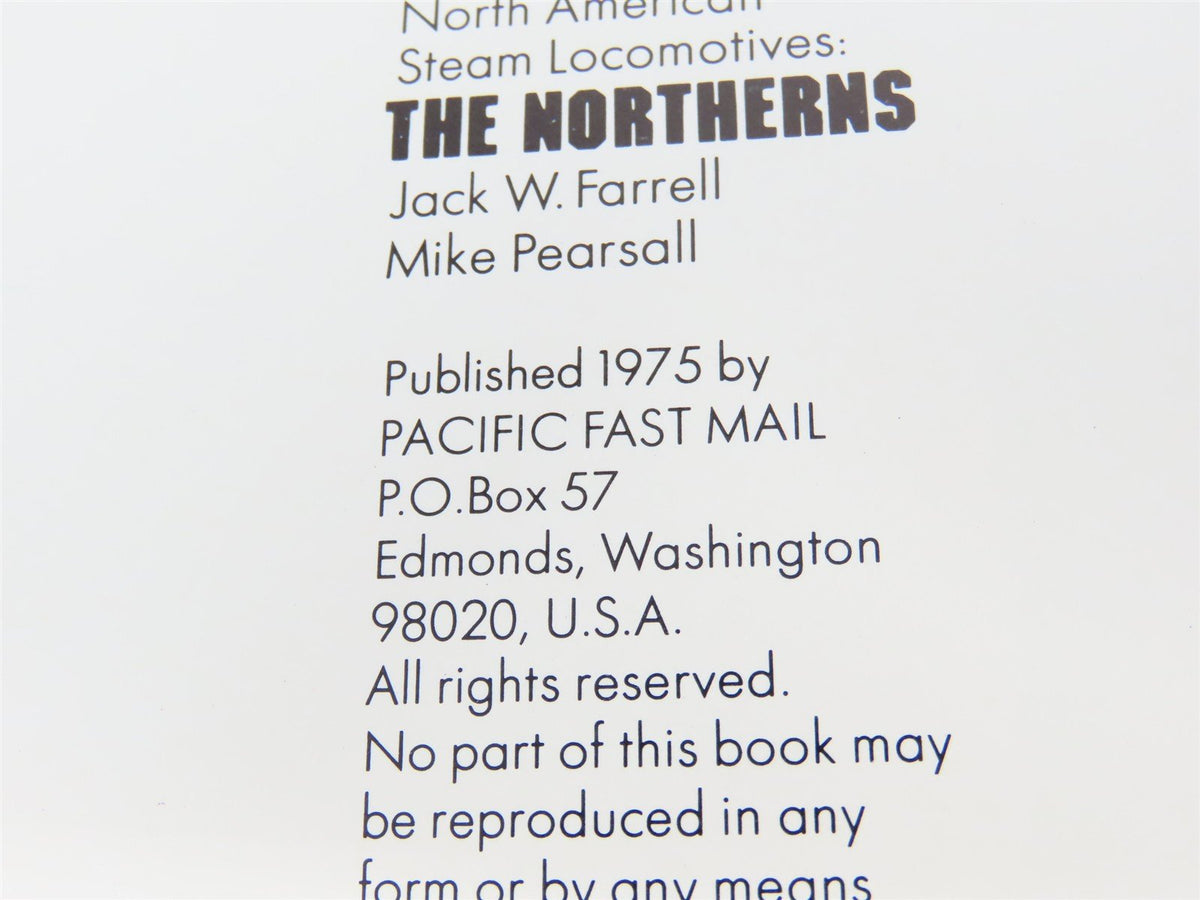 North American
Steam Locomotives:
THE NORTHERNS
Jack W. Farrell
Mike Pearsall
Published 1975 by
PACIFIC FAST MAIL
P.O.Box 57
Edmonds, Washington
98020, U.S.A.
All rights reserved.
No part of this book may
be reproduced in any
form or by any means